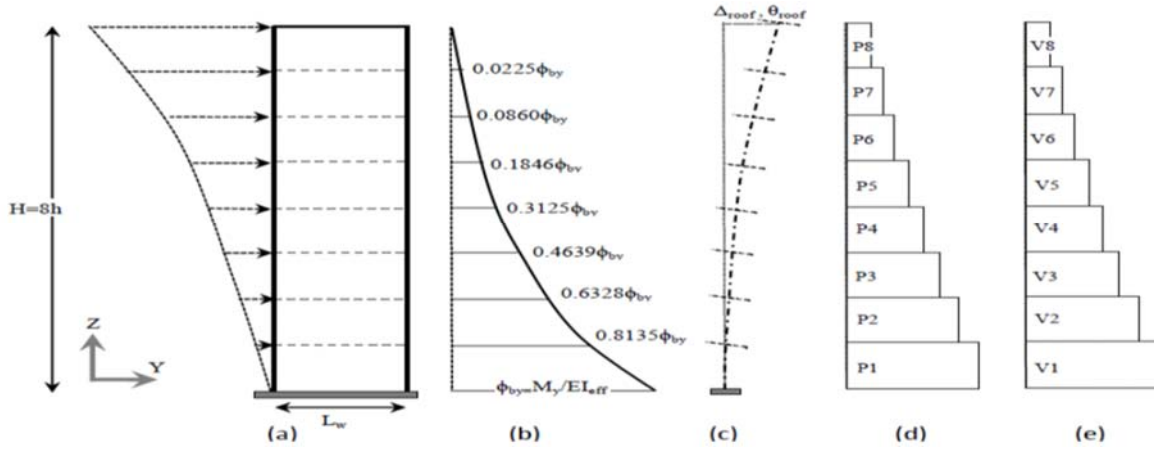 H=8h
Z
Y
L_w
(a)
0.0225ϕ_by
0.0860ϕ_by
0.1846ϕ_by
0.3125ϕ_by
0.4639ϕ_by
0.6328ϕ_by
0.8135ϕ_by
ϕ_by=M_y/EI_eff
(b)
Δ_roof, θ_roof
(c)
P8
P7
P6
P5
P4
P3
P2
P1
(d)
V8
V7
V6
V5
V4
V3
V2
V1
(e)